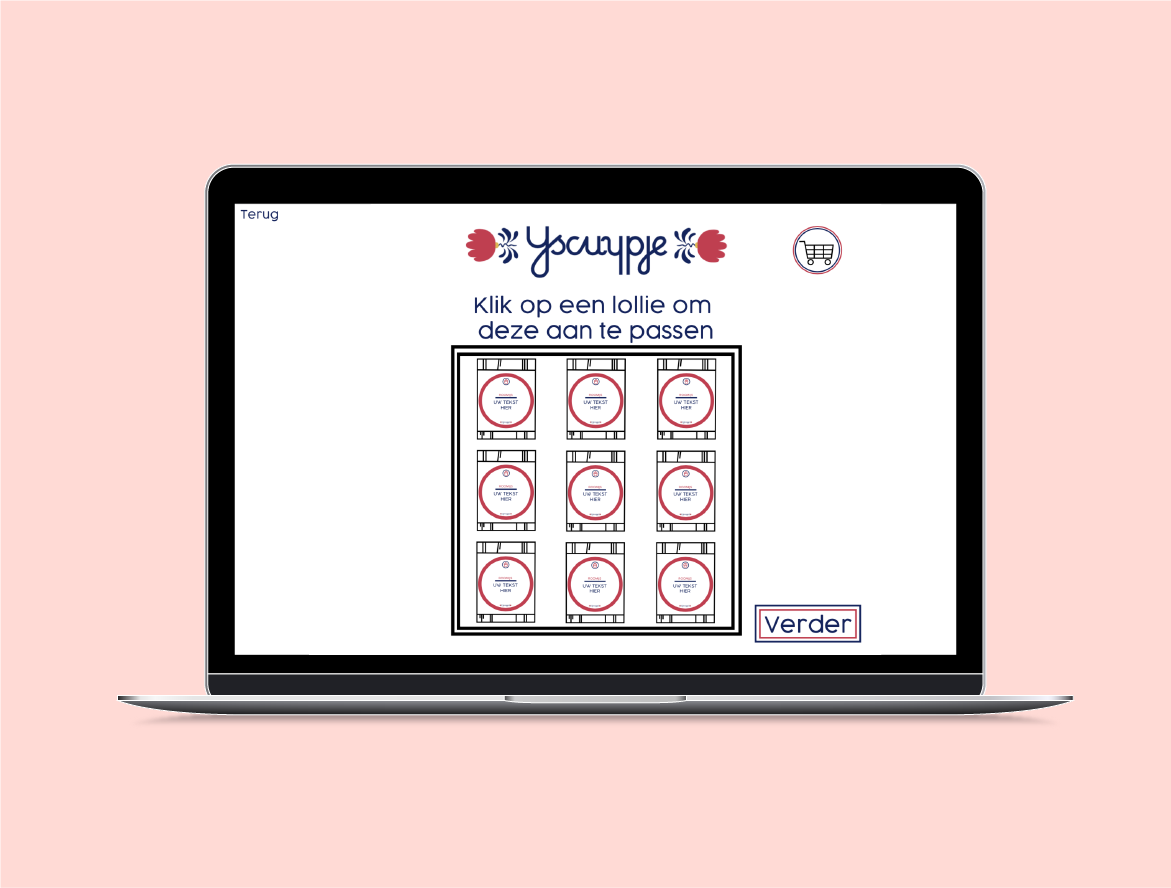 Terug
Yscuypje
Klik op een lollie om
deze aan te passen
UW TEKST
HIER
UW TEKST
HIER
UW TEKST
HIER
UW TEKST
HIER
UW TEKST
HIER
UW TEKST
HIER
UW TEKST
HIER
UW TEKST
HIER
UW TEKST
HIER
Verder